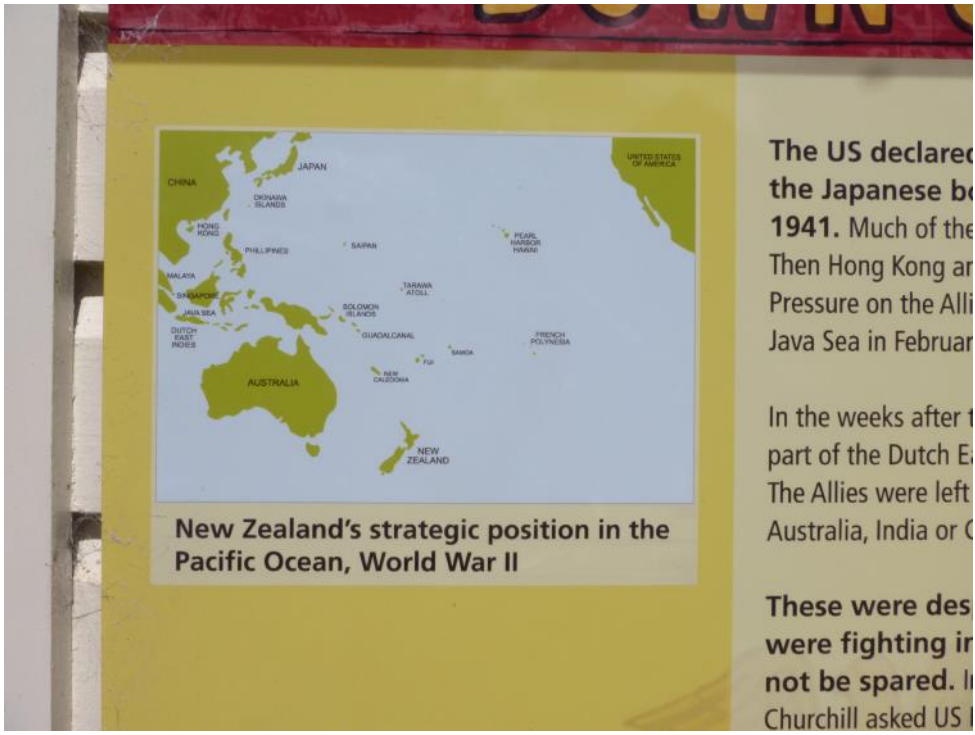 DOWN
CHINA
JAPAN
OKINAWA
ISLANDS
HONG
KONG
PHILLIPINES
SAIPAN
PEARL
HARBOR
HAWAII
UNITED STATES
OF AMERICA
MALAYA
SINGAPORE
JAVA SEA
DUTCH
EAST
INDIES
TARAWA
ATOLL
SOLOMON
ISLANDS
GUADALCANAL
FIJI
SAMOA
FRENCH
POLYNESIA
NEW
CALEDONIA
AUSTRALIA
NEW
ZEALAND
New Zealand's strategic position in the
Pacific Ocean, World War II
The US declared
the Japanese bo
1941. Much of the
Then Hong Kong an
Pressure on the Alli
Java Sea in Februar
In the weeks after t
part of the Dutch Ea
The Allies were left
Australia, India or C
These were desp
were fighting in
not be spared. In
Churchill asked US